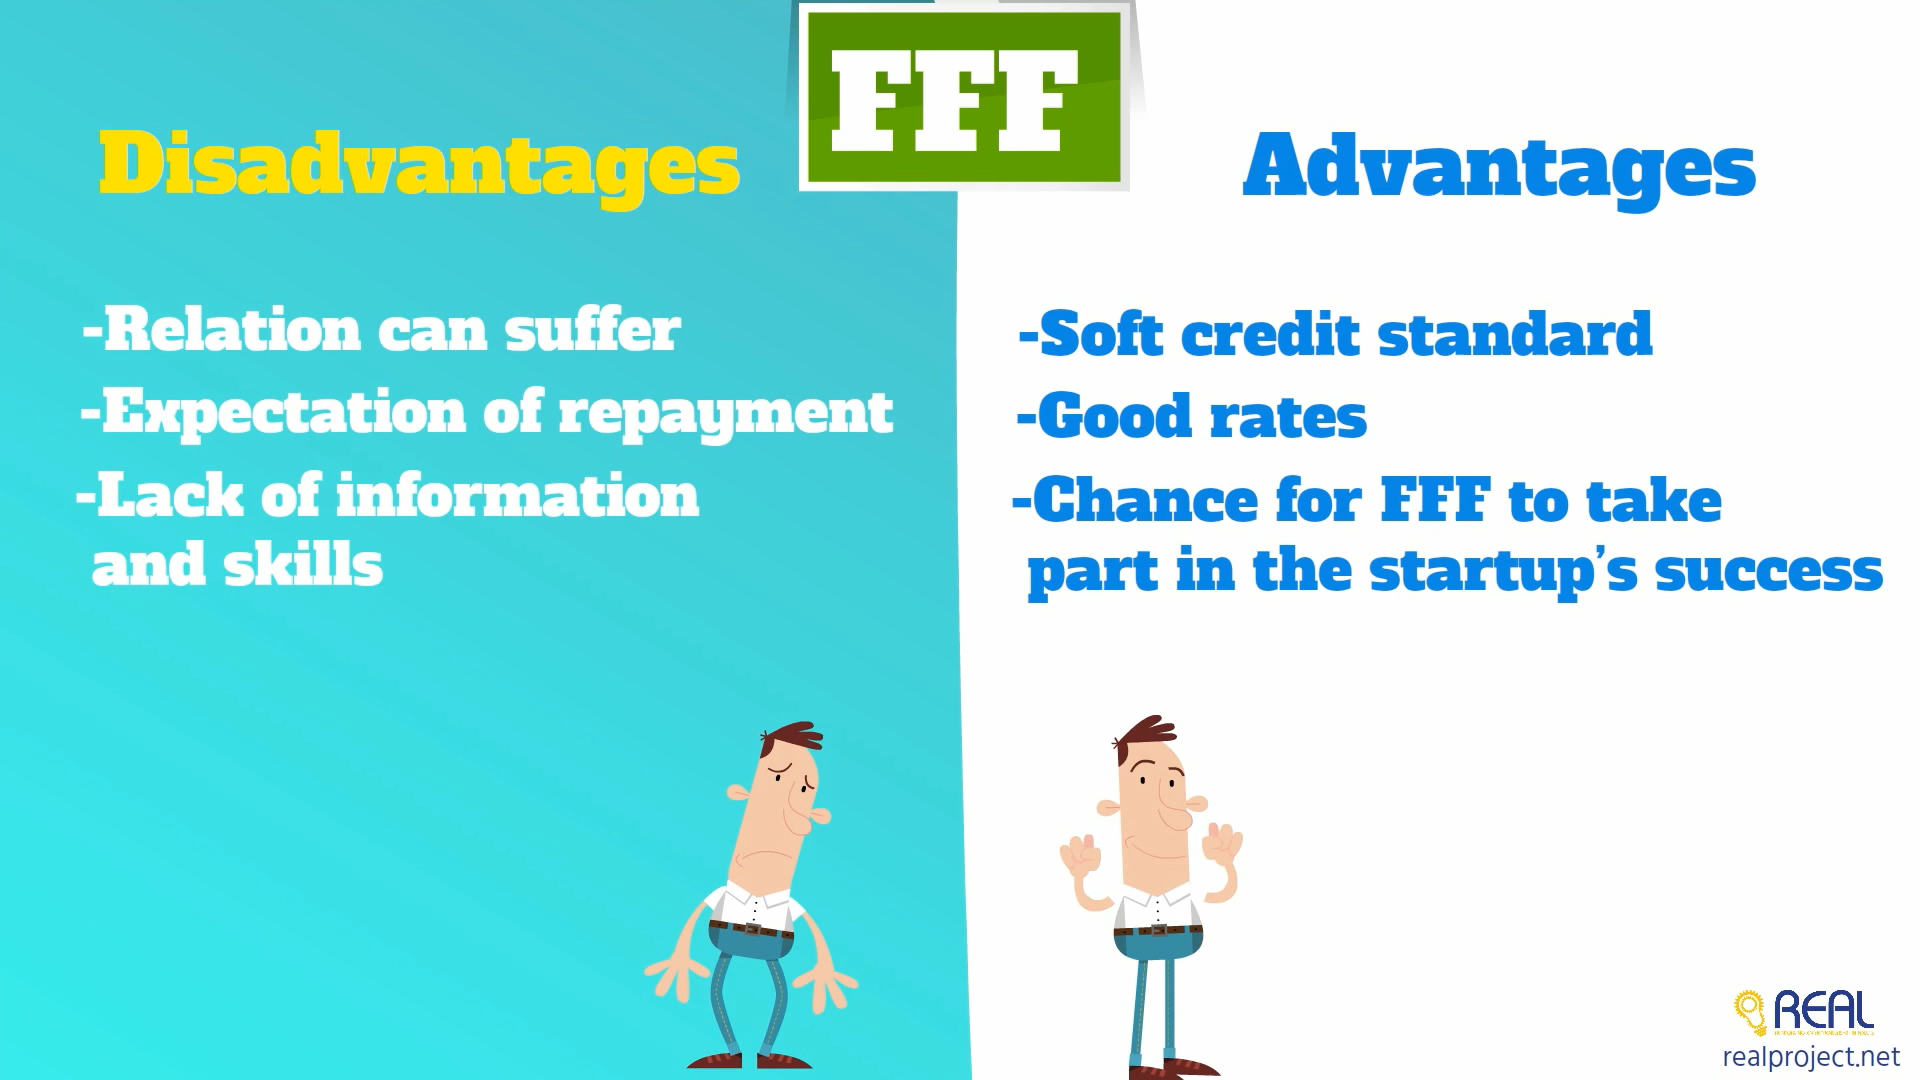 FFF
Disadvantages
-Relation can suffer
-Expectation of repayment
-Lack of information
and skills
Advantages
-Soft credit standard
-Good rates
-Chance for FFF to take
part in the startup's success
REAL
realproject.net